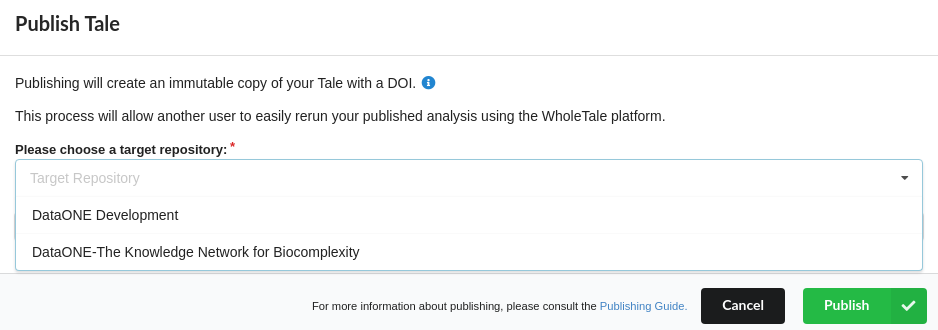 Publish Tale
Publishing will create an immutable copy of your Tale with a DOI.
This process will allow another user to easily rerun your published analysis using the WholeTale platform.
Please choose a target repository: *
Target Repository
DataONE Development
DataONE-The Knowledge Network for Biocomplexity
For more information about publishing, please consult the Publishing Guide. Cancel Publish